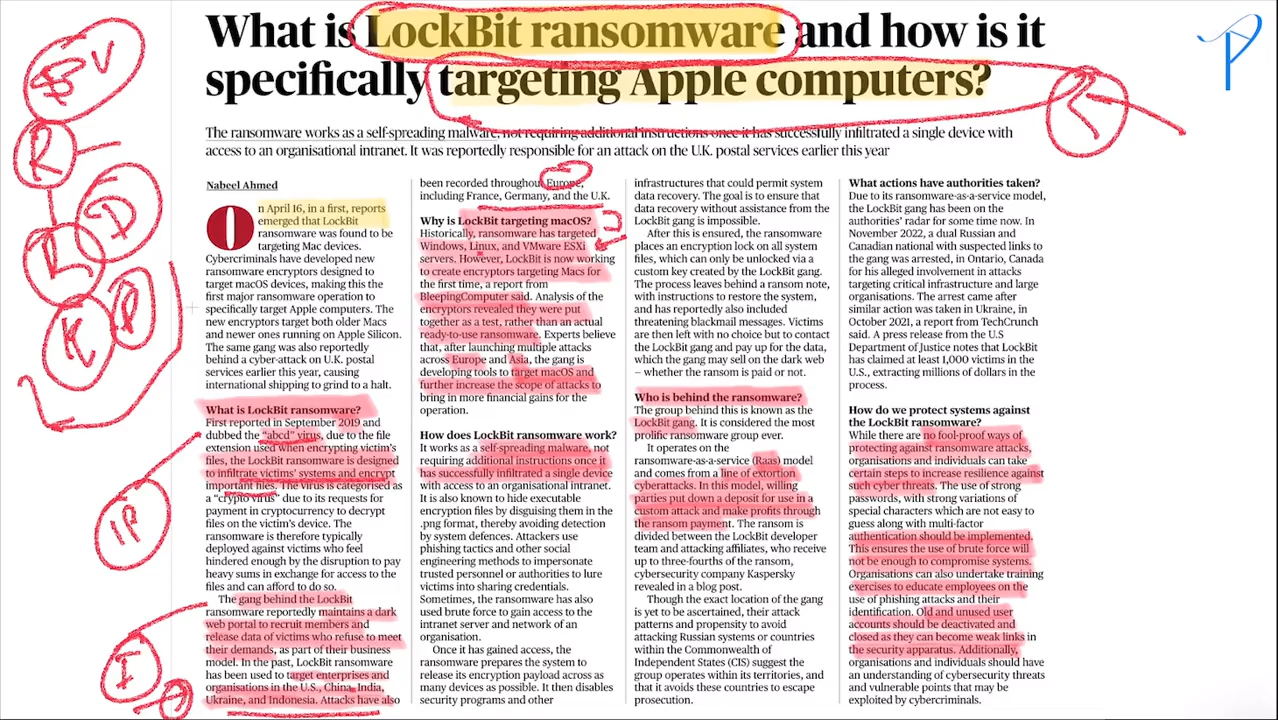 What is LockBit ransomware and how is it
specifically targeting Apple computers?
The ransomware works as a self-spreading malware, not requiring additional instructions once it has successfully infiltrated a single device with
access to an organisational intranet. It was reportedly responsible for an attack on the U.K. postal services earlier this year
Nabeel Ahmed
On April 16, in a first, reports
emerged that LockBit
ransomware was found to be
targeting Mac devices.
Cybercriminals have developed new
ransomware encryptors designed to
target macOS devices, making this the
first major ransomware operation to
specifically target Apple computers. The
new encryptors target both older Macs
and newer ones running on Apple Silicon.
The same gang was also reportedly
behind a cyber-attack on U.K. postal
services earlier this year, causing
international shipping to grind to a halt.
What is LockBit ransomware?
First reported in September 2019 and
dubbed the “abcd” virus, due to the file
extension used when encrypting victim’s
files, the LockBit ransomware is designed
to infiltrate victims’ systems and encrypt
important files. The virus is categorised as
a “crypto virus” due to its requests for
payment in cryptocurrency to decrypt
files on the victim’s device. The
ransomware is therefore typically
deployed against victims who feel
hindered enough by the disruption to pay
heavy sums in exchange for access to the
files and can afford to do so.
The gang behind the LockBit
ransomware reportedly maintains a dark
web portal to recruit members and
release data of victims who refuse to meet
their demands, as part of their business
model. In the past, LockBit ransomware
has been used to target enterprises and
organisations in the U.S., China, India,
Ukraine, and Indonesia. Attacks have also
been recorded throughout Europe,
including France, Germany, and the U.K.
Why is LockBit targeting macOS?
Historically, ransomware has targeted
Windows, Linux, and VMware ESXi
servers. However, LockBit is now working
to create encryptors targeting Macs for
the first time, a report from
BleepingComputer said. Analysis of the
encryptors revealed they were put
together as a test, rather than an actual
ready-to-use ransomware. Experts believe
that, after launching multiple attacks
across Europe and Asia, the gang is
developing tools to target macOS and
further increase the scope of attacks to
bring in more financial gains for the
operation.
How does LockBit ransomware work?
It works as a self-spreading malware, not
requiring additional instructions once it
has successfully infiltrated a single device
with access to an organisational intranet.
It is also known to hide executable
encryption files by disguising them in the
.png format, thereby avoiding detection
by system defences. Attackers use
phishing tactics and other social
engineering methods to impersonate
trusted personnel or authorities to lure
victims into sharing credentials.
Sometimes, the ransomware has also
used brute force to gain access to the
intranet server and network of an
organisation.
Once it has gained access, the
ransomware prepares the system to
release its encryption payload across as
many devices as possible. It then disables
security programs and other
infrastructures that could permit system
data recovery. The goal is to ensure that
data recovery without assistance from the
LockBit gang is impossible.
After this is ensured, the ransomware
places an encryption lock on all system
files, which can only be unlocked via a
custom key created by the LockBit gang.
The process leaves behind a ransom note,
with instructions to restore the system,
and has reportedly also included
threatening blackmail messages. Victims
are then left with no choice but to contact
the LockBit gang and pay up for the data,
which the gang may sell on the dark web
– whether the ransom is paid or not.
Who is behind the ransomware?
The group behind this is known as the
LockBit gang. It is considered the most
prolific ransomware group ever.
It operates on the
ransomware-as-a-service (RaaS) model
and comes from a line of extortion
cyberattacks. In this model, willing
parties put down a deposit for use in a
custom attack and make profits through
the ransom payment. The ransom is
divided between the LockBit developer
team and attacking affiliates, who receive
up to three-fourths of the ransom,
cybersecurity company Kaspersky
revealed in a blog post.
Though the exact location of the gang
is yet to be ascertained, their attack
patterns and propensity to avoid
attacking Russian systems or countries
within the Commonwealth of
Independent States (CIS) suggest the
group operates within its territories, and
that it avoids these countries to escape
prosecution.
What actions have authorities taken?
Due to its ransomware-as-a-service model,
the LockBit gang has been on the
authorities’ radar for some time now. In
November 2022, a dual Russian and
Canadian national with suspected links to
the gang was arrested, in Ontario, Canada
for his alleged involvement in attacks
targeting critical infrastructure and large
organisations. The arrest came after
similar action was taken in Ukraine, in
October 2021, a report from TechCrunch
said. A press release from the U.S
Department of Justice notes that LockBit
has claimed at least 1,000 victims in the
U.S., extracting millions of dollars in the
process.
How do we protect systems against
the LockBit ransomware?
While there are no fool-proof ways of
protecting against ransomware attacks,
organisations and individuals can take
certain steps to increase resilience against
such cyber threats. The use of strong
passwords, with strong variations of
special characters which are not easy to
guess along with multi-factor
authentication should be implemented.
This ensures the use of brute force will
not be enough to compromise systems.
Organisations can also undertake training
exercises to educate employees on the
use of phishing attacks and their
identification. Old and unused user
accounts should be deactivated and
closed as they can become weak links in
the security apparatus. Additionally,
organisations and individuals should have
an understanding of cybersecurity threats
and vulnerable points that may be
exploited by cybercriminals.